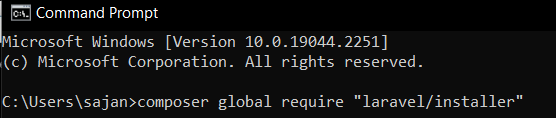 Command Prompt
Microsoft Windows [Version 10.0.19044.2251]
(c) Microsoft Corporation. All rights reserved.
C:\Users\sajan>composer global require "laravel/installer"